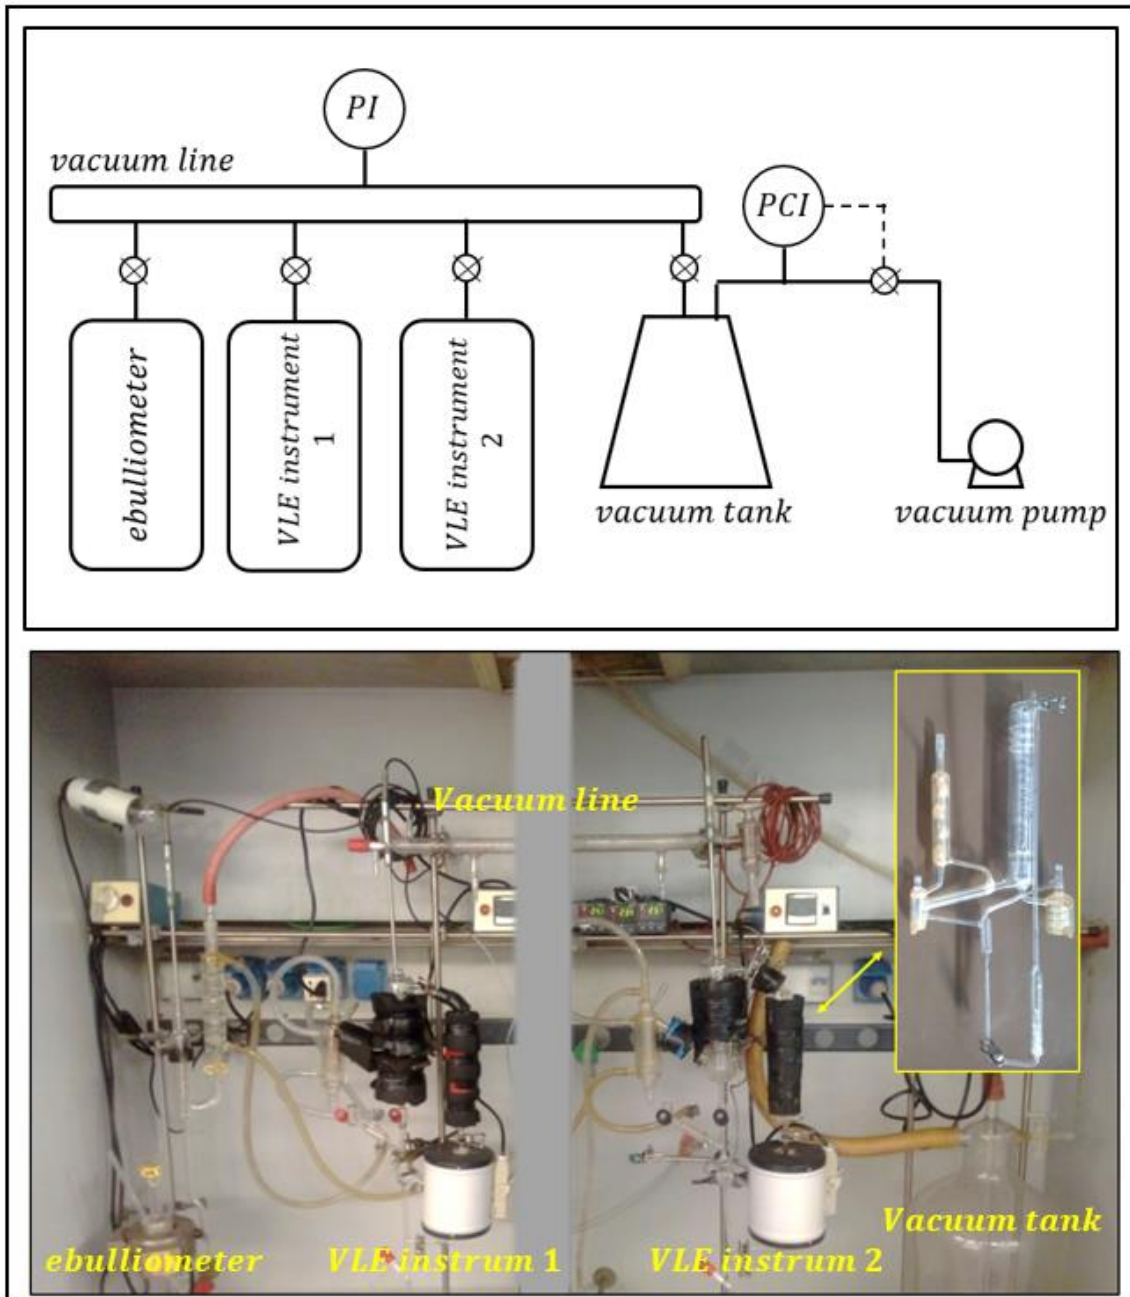 PI
vacuum line
PCI
ebulliometer
VLE instrument
1
VLE instrument
2
vacuum tank
vacuum pump
Vacuum line
ebulliometer
VLE instrum 1
VLE instrum 2
Vacuum tank